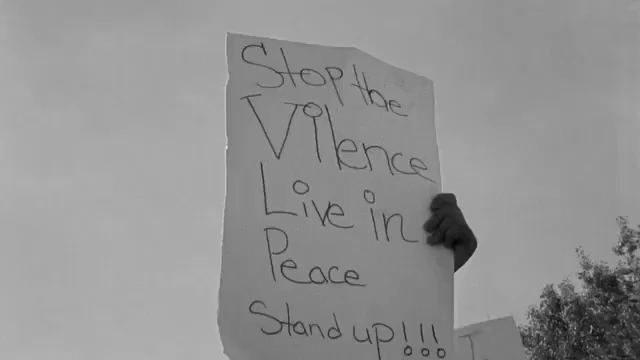 Stop the
Vilence
Live in
Peace
Stand up!!!